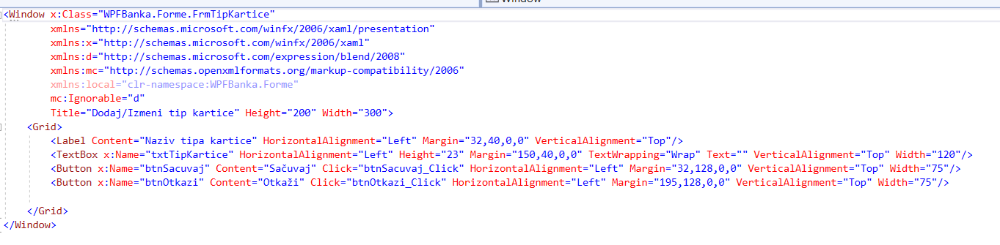 Window
<Window x:Class="WPFBanka.Forme.FrmTipKartice"
xmlns="http://schemas.microsoft.com/winfx/2006/xaml/presentation"
xmlns:x="http://schemas.microsoft.com/winfx/2006/xaml"
xmlns:d="http://schemas.microsoft.com/expression/blend/2008"
xmlns:mc="http://schemas.openxmlformats.org/markup-compatibility/2006"
xmlns:local="clr-namespace:WPFBanka.Forme"
mc:Ignorable="d"
Title="Dodaj/Izmeni tip kartice" Height="200" Width="300">
<Grid>
<Label Content="Naziv tipa kartice" HorizontalAlignment="Left" Margin="32,40,0,0" VerticalAlignment="Top"/>
<TextBox x:Name="txtTipKartice" HorizontalAlignment="Left" Height="23" Margin="150,40,0,0" TextWrapping="Wrap" Text="" VerticalAlignment="Top" Width="120"/>
<Button x:Name="btnSacuvaj" Content="Sačuvaj" Click="btnSacuvaj_Click" HorizontalAlignment="Left" Margin="32,128,0,0" VerticalAlignment="Top" Width="75"/>
<Button x:Name="btnOtkazi" Content="Otkaži" Click="btnOtkazi_Click" HorizontalAlignment="Left" Margin="195,128,0,0" VerticalAlignment="Top" Width="75"/>
</Grid>
</Window>